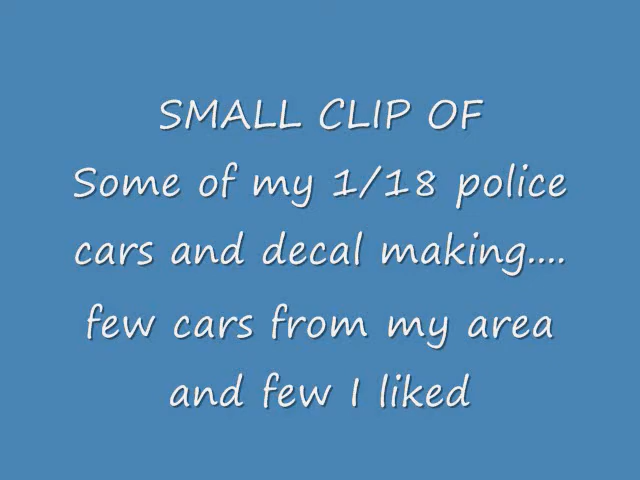 SMALL CLIP OF
Some of my 1/18 police
cars and decal making....
few cars from my area
and few I liked